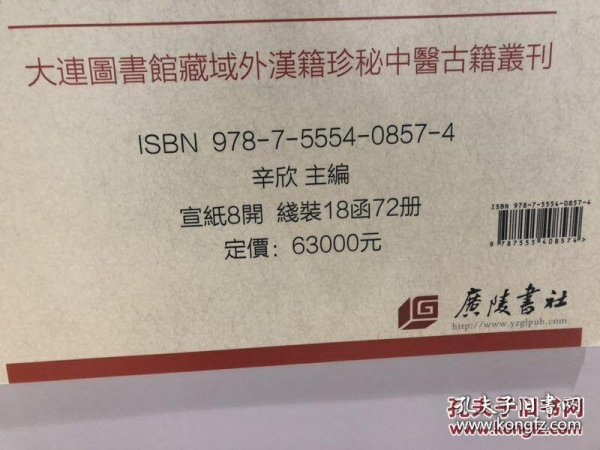 大連圖書館藏域外漢籍珍秘中醫古籍叢刊
ISBN 978-7-5554-0857-4
辛欣 主編
宣紙8開 綫裝18函72册
定價：63000元
ISBN 978-7-5554-0857-4
9 787555 408574>
廣陵書社
http://www.yzglpub.com
孔夫子旧书网
www.kongfz.com